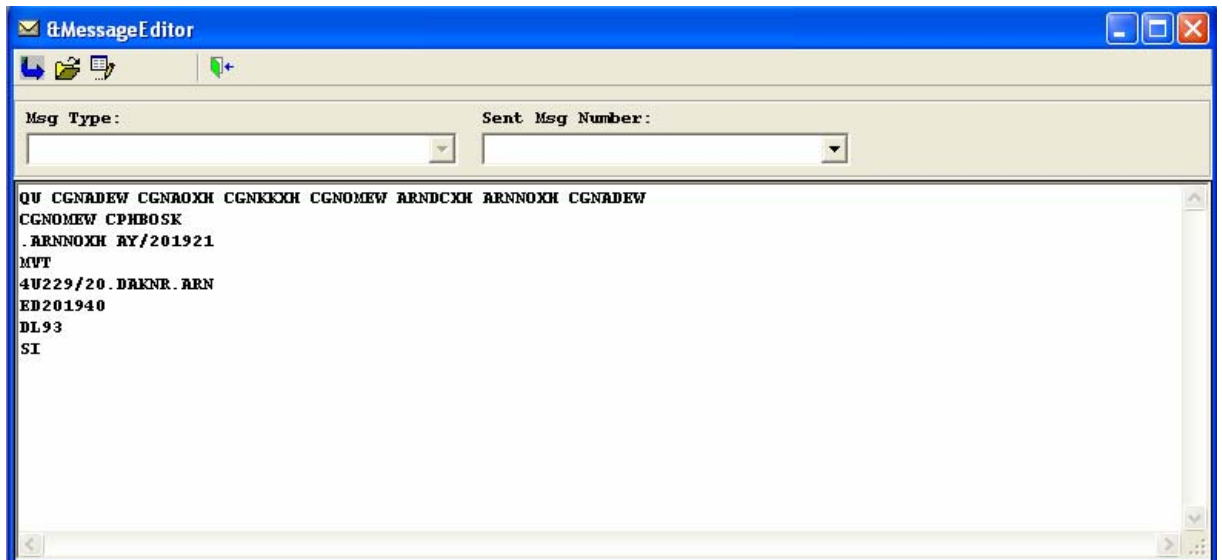 &MessageEditor
Msg Type:
Sent Msg Number:
QU CGNADEW CGNAOXH CGNKKXH CGNOMEW ARNDCXH ARNNOXH CGNADEW
CGNOMEW CPHBOSK
.ARNNOXH AY/201921
MVT
4U229/20.DAKNR.ARN
ED201940
DL93
SI